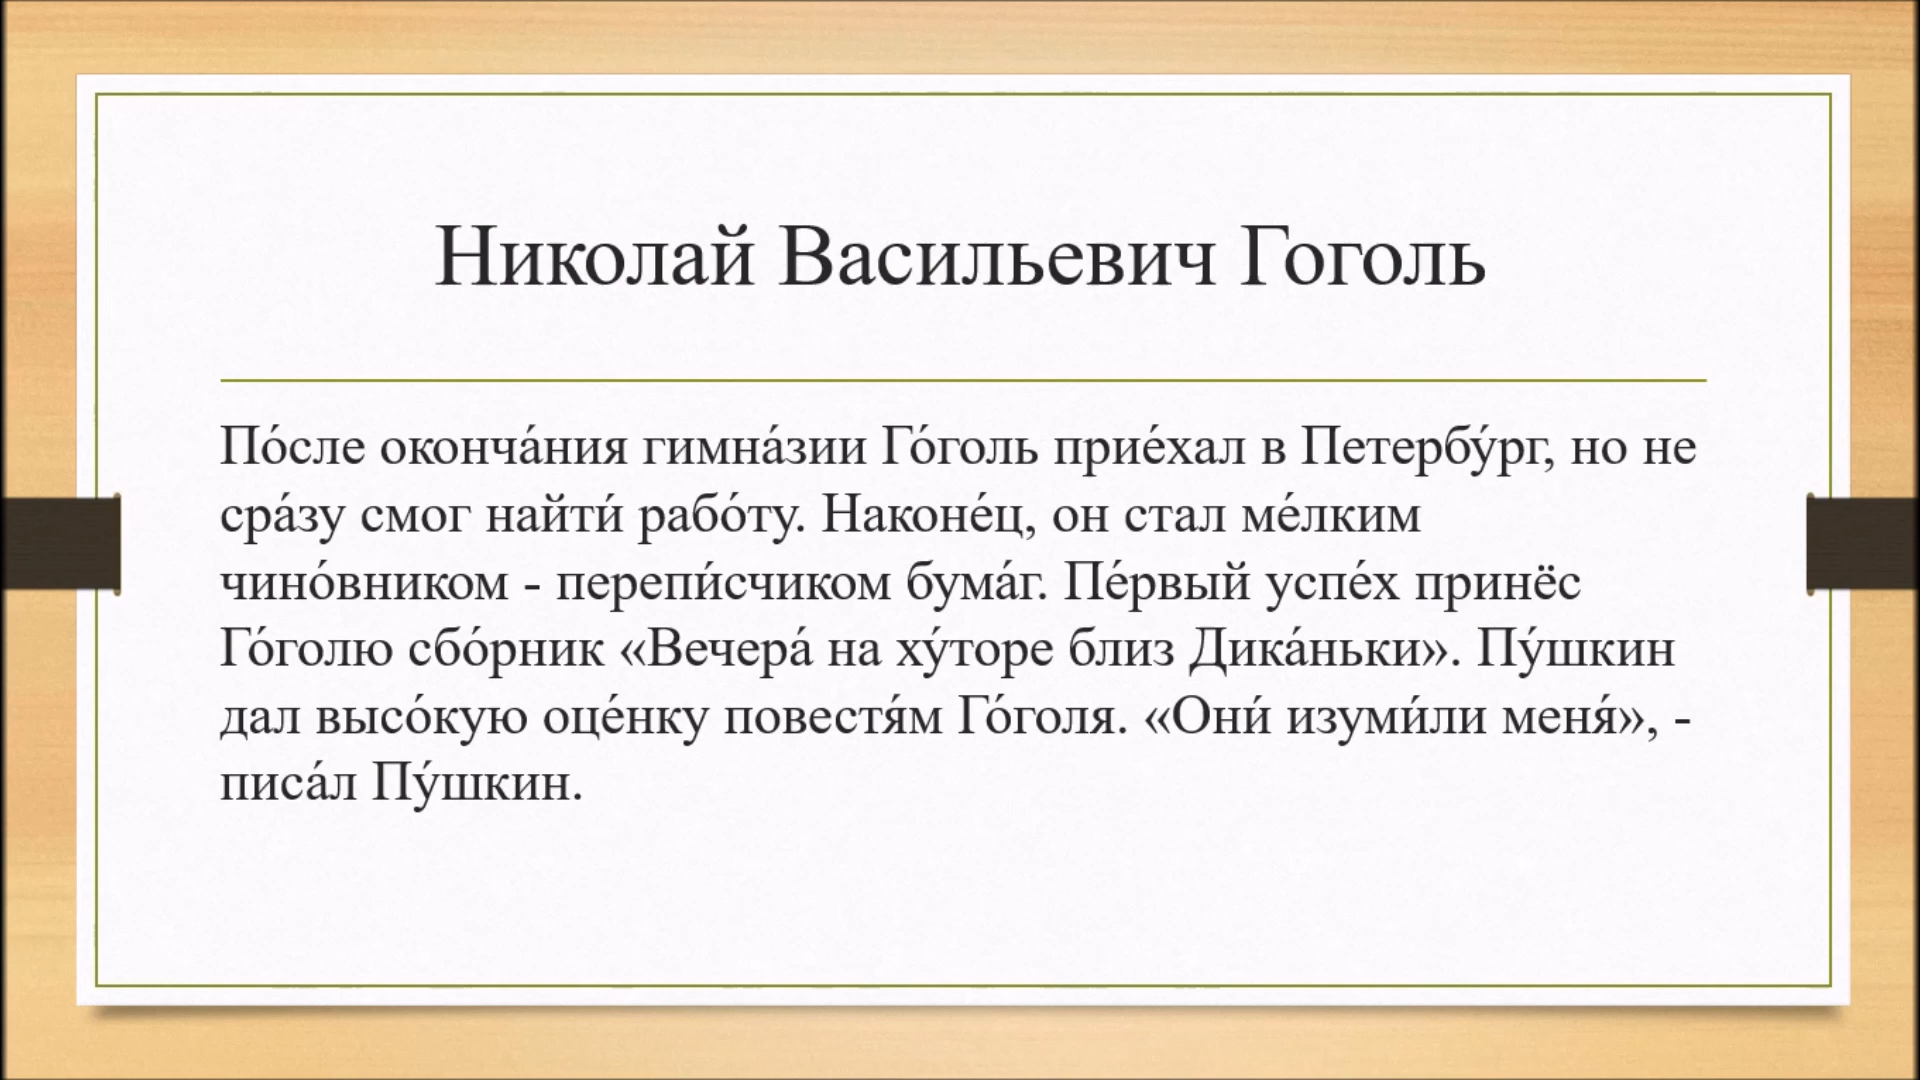 Николай Васильевич Гоголь
По́сле оконча́ния гимна́зии Го́голь прие́хал в Петербу́рг, но не
сра́зу смог найти́ рабо́ту. Наконе́ц, он стал ме́лким
чино́вником - перепи́счиком бума́г. Пе́рвый успе́х принёс
Го́голю сбо́рник «Вечера́ на ху́торе близ Дика́ньки». Пу́шкин
дал высо́кую оце́нку повестя́м Го́голя. «Они́ изуми́ли меня́», -
писа́л Пу́шкин.